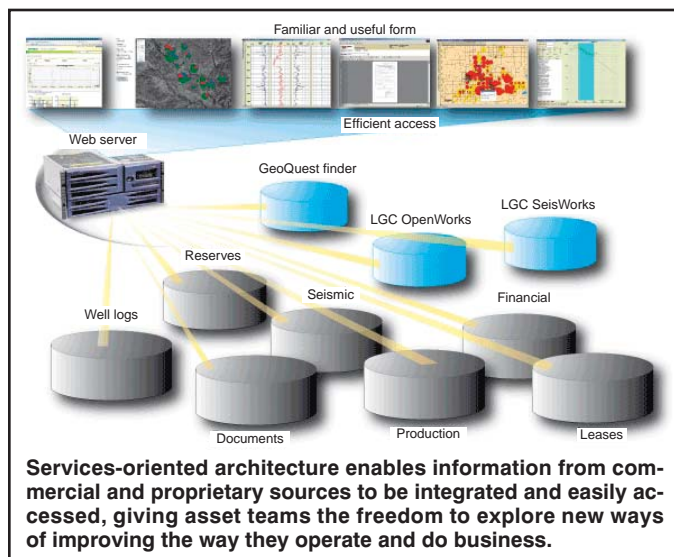 Familiar and useful form
Efficient access
Web server
GeoQuest finder
LGC OpenWorks
LGC SeisWorks
Reserves
Seismic
Financial
Well logs
Documents
Production
Leases
Services-oriented architecture enables information from com-
mercial and proprietary sources to be integrated and easily ac-
cessed, giving asset teams the freedom to explore new ways
of improving the way they operate and do business.